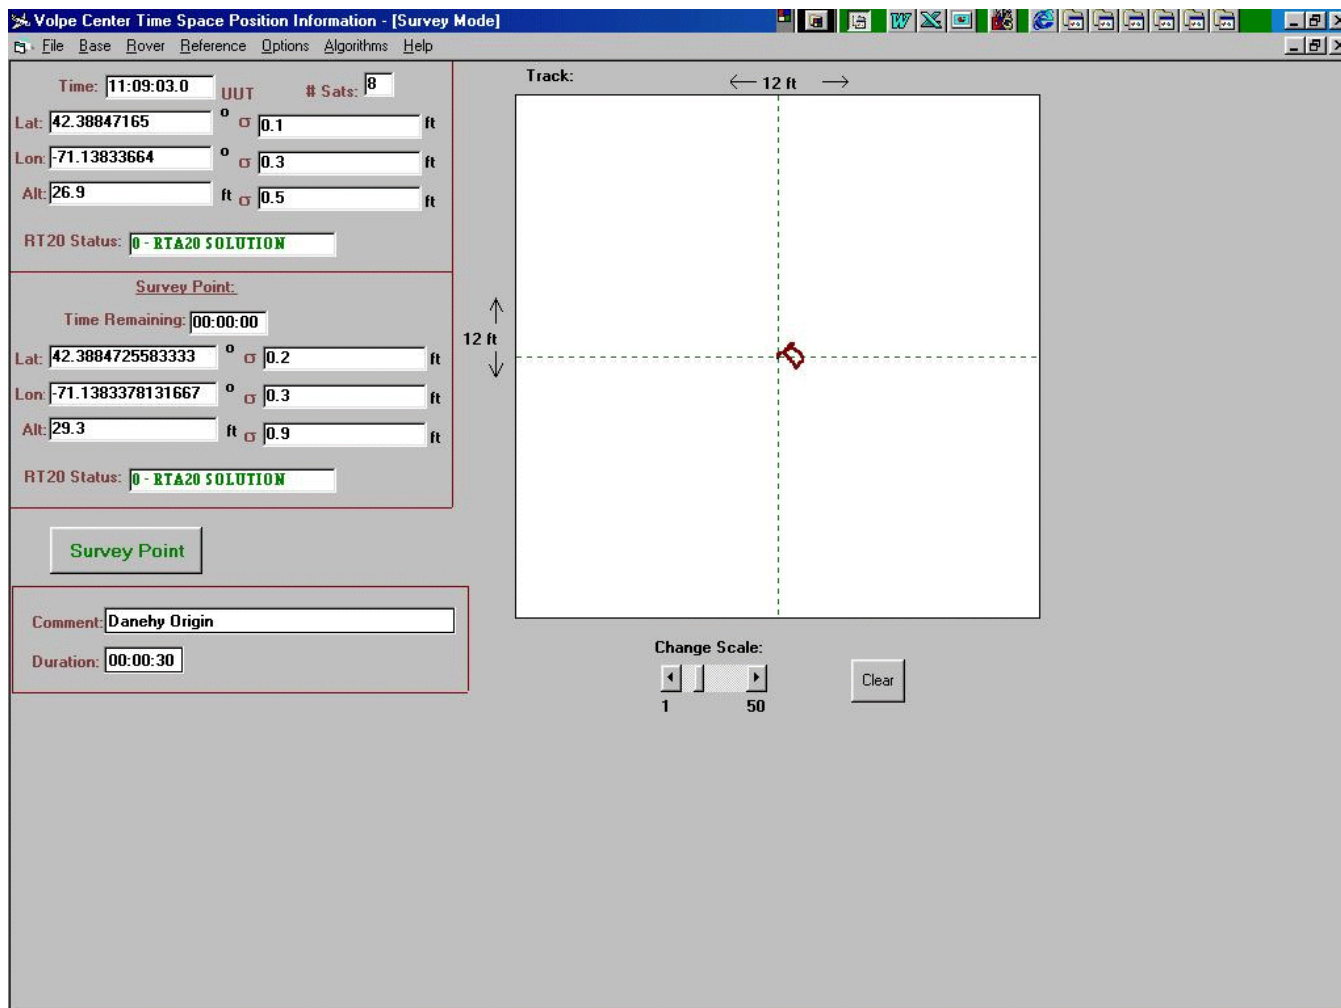 Volpe Center Time Space Position Information - [Survey Mode]
File Base Rover Reference Options Algorithms Help
Time: 11:09:03.0 UUT # Sats: 8
Lat: 42.38847165 ° σ 0.1 ft
Lon: -71.13833664 ° σ 0.3 ft
Alt: 26.9 ft σ 0.5 ft
RT20 Status: 0 - RTA20 SOLUTION
Survey Point:
Time Remaining: 00:00:00
Lat: 42.3884725583333 ° σ 0.2 ft
Lon: -71.1383378131667 ° σ 0.3 ft
Alt: 29.3 ft σ 0.9 ft
RT20 Status: 0 - RTA20 SOLUTION
Survey Point
Comment: Danehy Origin
Duration: 00:00:30
Track:
12 ft
12 ft
Change Scale:
1 50
Clear